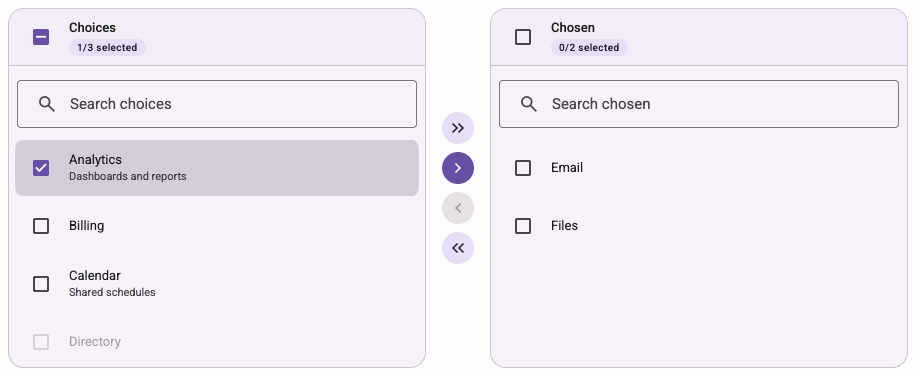 Choices
1/3 selected
Search choices
Analytics
Dashboards and reports
Billing
Calendar
Shared schedules
Directory
Chosen
0/2 selected
Search chosen
Email
Files